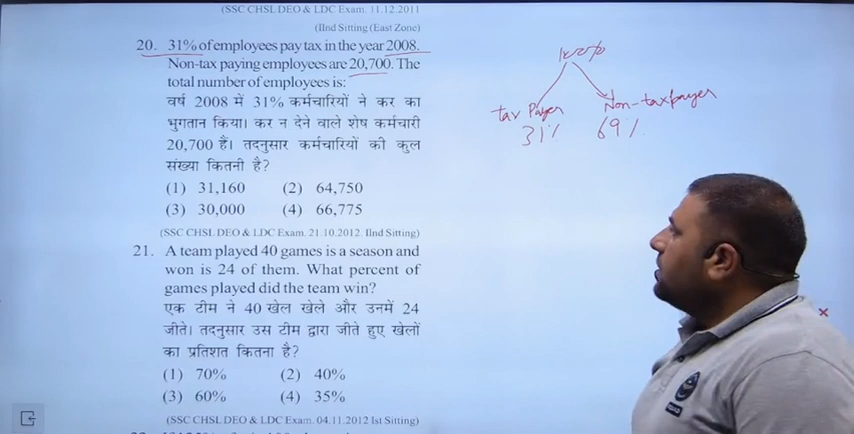 (SSC CHSL DEO & LDC Exam. 11.12.2011
(IInd Sitting (East Zone)
20. 31% of employees pay tax in the year 2008.
Non-tax paying employees are 20,700. The
total number of employees is:
वर्ष 2008 में 31% कर्मचारियों ने कर का
भुगतान किया। कर न देने वाले शेष कर्मचारी
20,700 हैं। तदनुसार कर्मचारियों की कुल
संख्या कितनी है?
(1) 31,160 (2) 64,750
(3) 30,000 (4) 66,775
(SSC CHSL DEO & LDC Exam. 21.10.2012. IInd Sitting)
21. A team played 40 games is a season and
won is 24 of them. What percent of
games played did the team win?
एक टीम ने 40 खेल खेले और उनमें 24
जीते। तदनुसार उस टीम द्वारा जीते हुए खेलों
का प्रतिशत कितना है?
(1) 70% (2) 40%
(3) 60% (4) 35%
(SSC CHSL DEO & LDC Exam. 04.11.2012 Ist Sitting)
100%
tax Payer Non-taxpayer
31% 69%